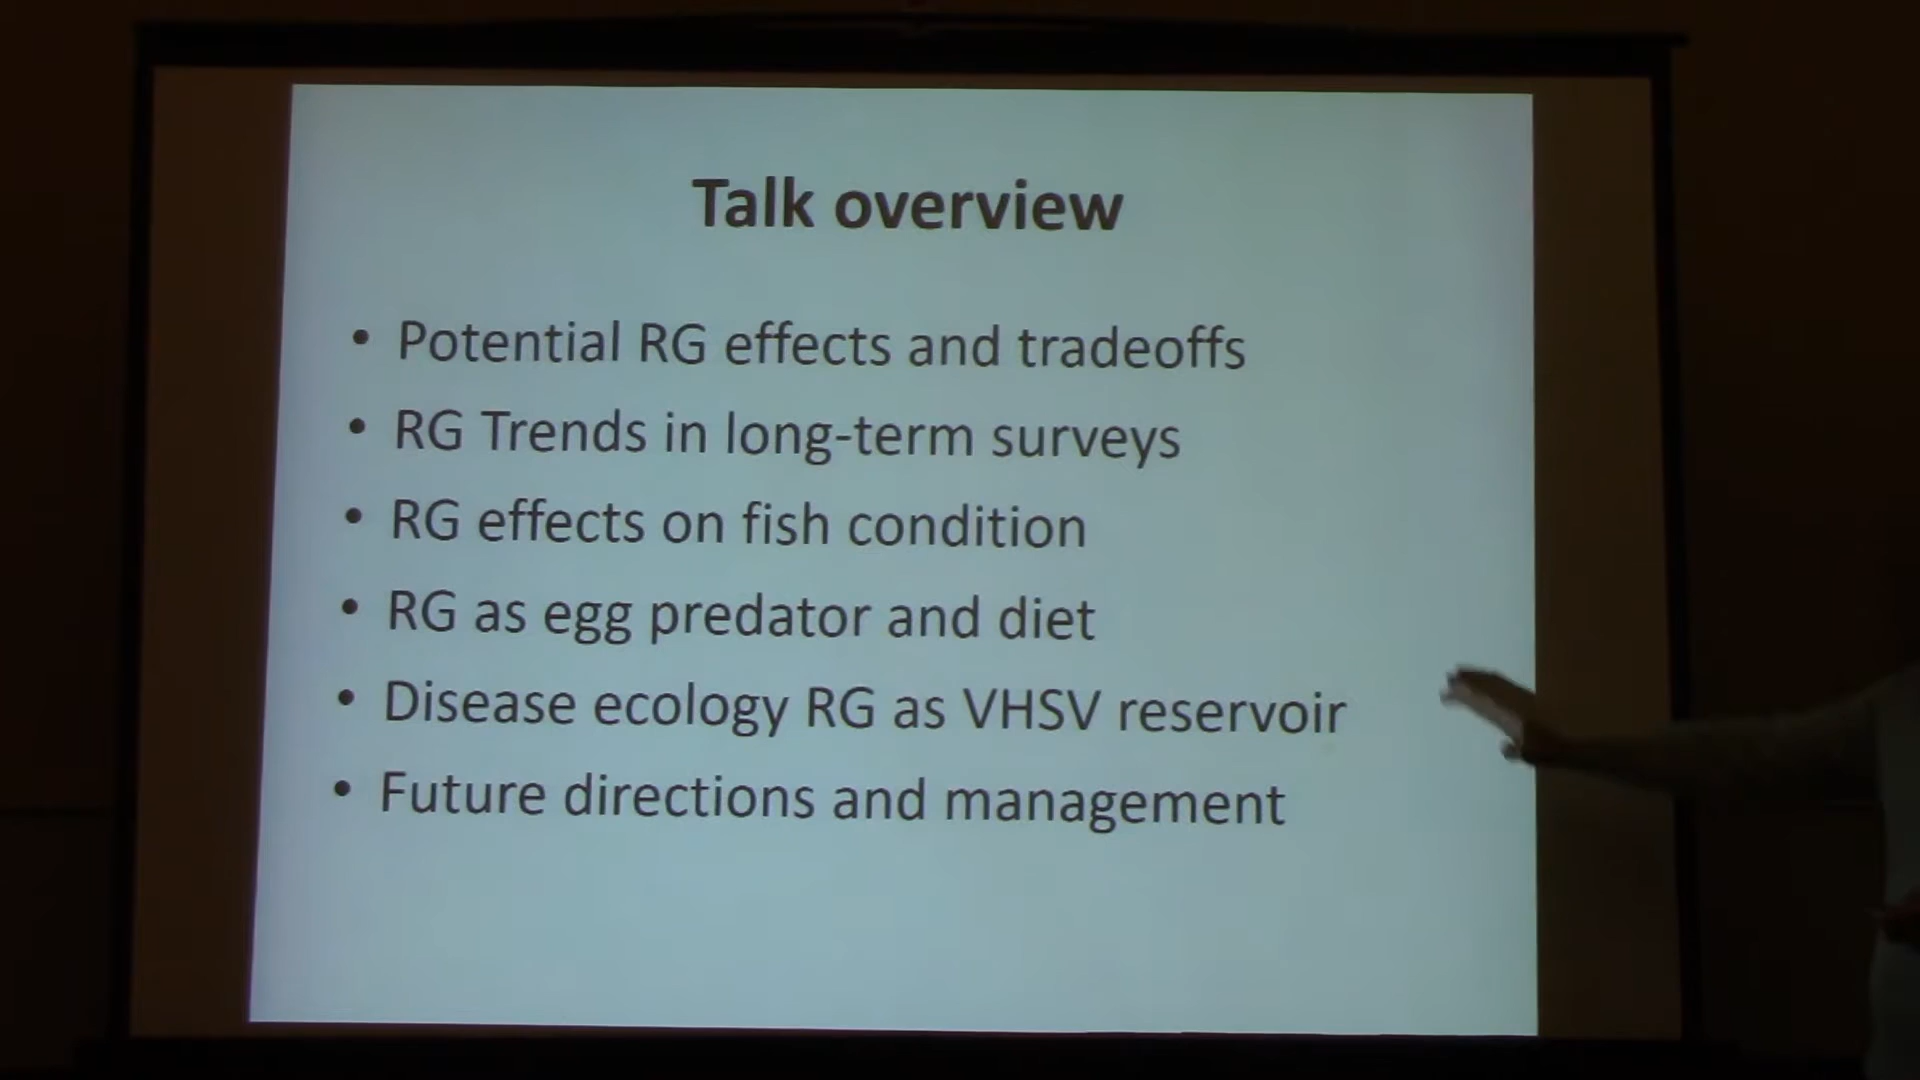 Talk overview
• Potential RG effects and tradeoffs
• RG Trends in long-term surveys
• RG effects on fish condition
• RG as egg predator and diet
• Disease ecology RG as VHSV reservoir
• Future directions and management